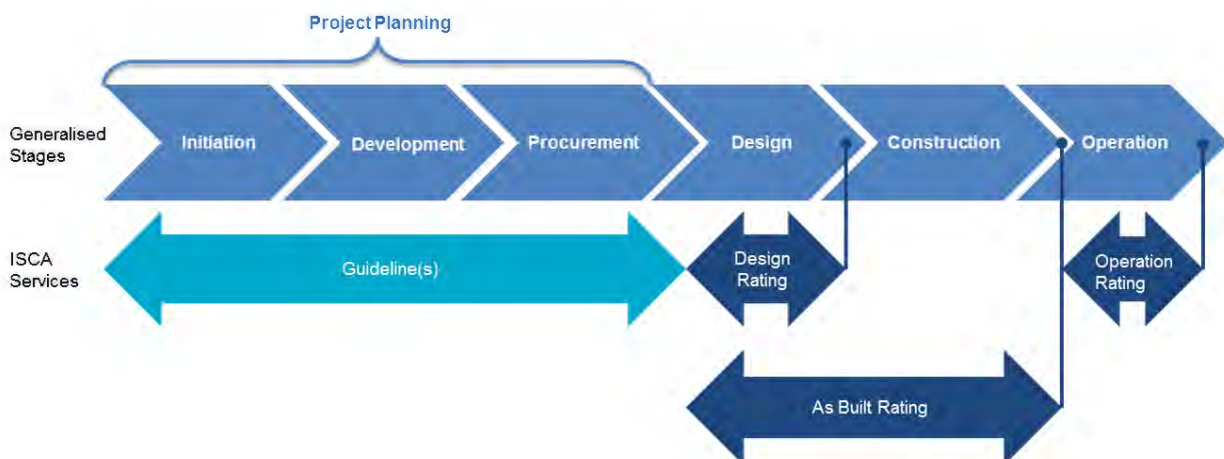 Project Planning
Generalised
Stages
Initiation
Development
Procurement
Design
Construction
Operation
ISCA
Services
Guideline(s)
Design
Rating
Operation
Rating
As Built Rating